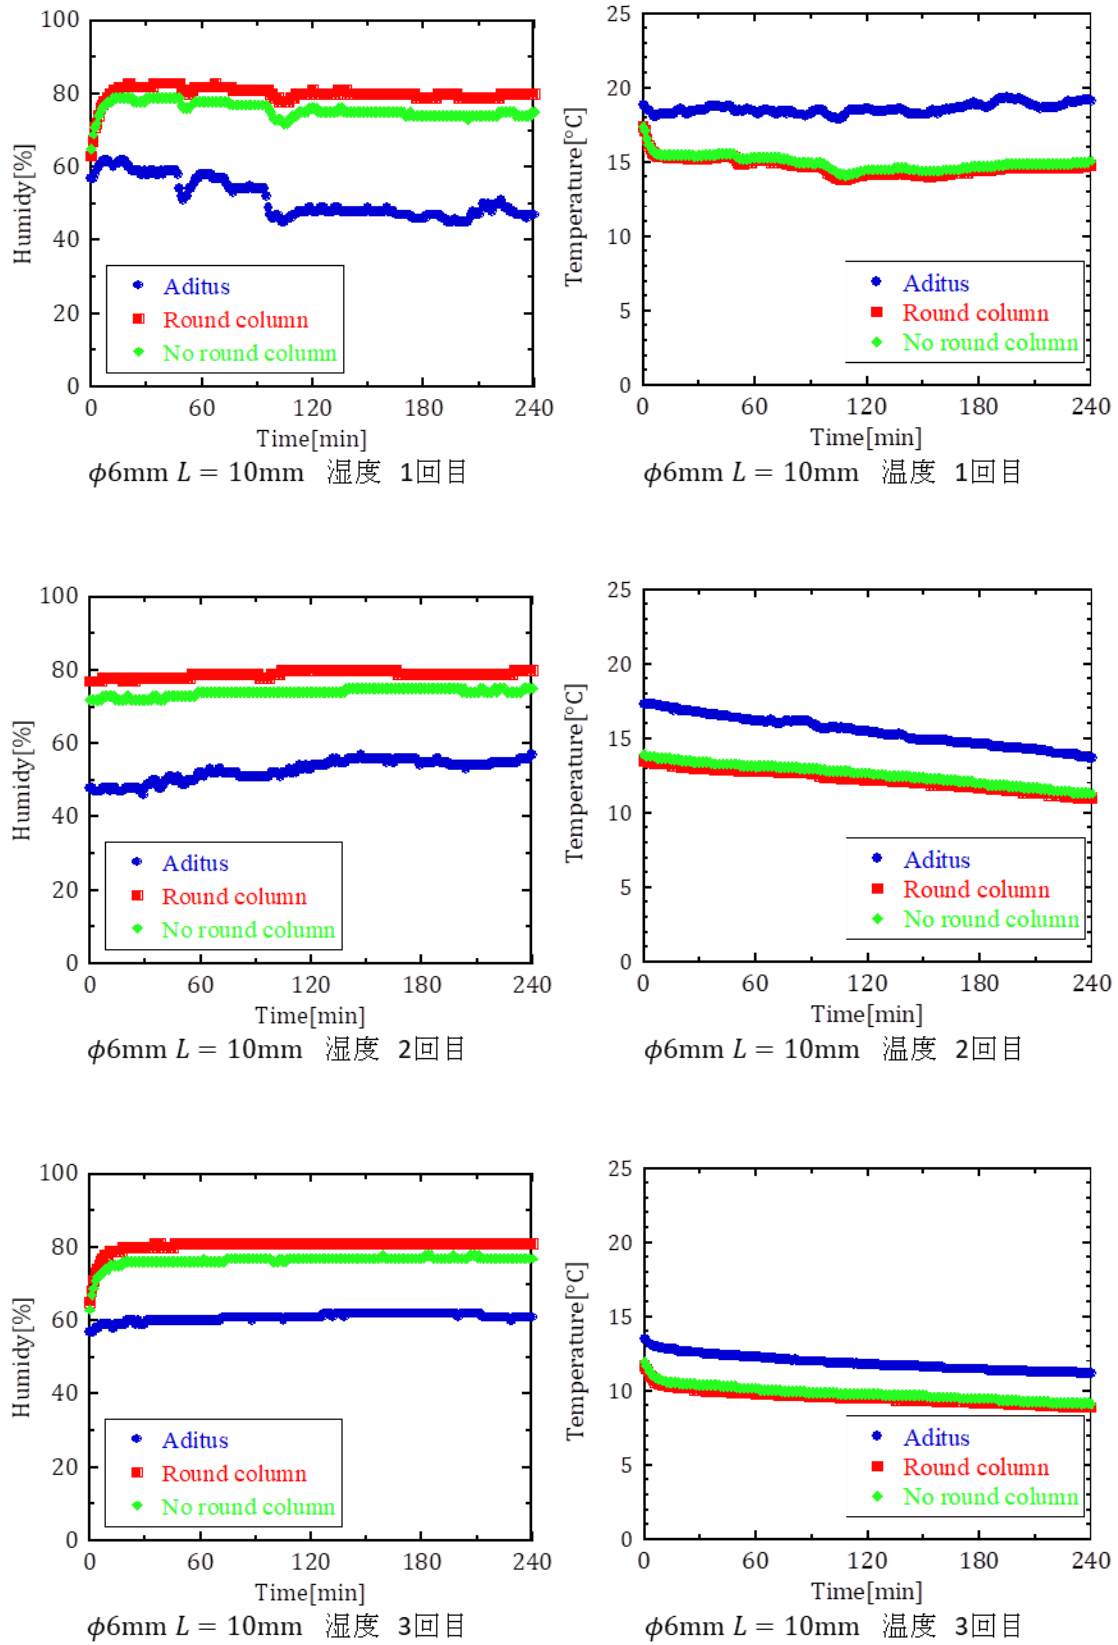 100
80
60
40
20
0
Humidy[%]
Aditus
Round column
No round column
0 60 120 180 240
Time[min]
ϕ6mm L = 10mm 湿度 1回目
25
20
15
10
5
0
Temperature[°C]
Aditus
Round column
No round column
0 60 120 180 240
Time[min]
ϕ6mm L = 10mm 温度 1回目
100
80
60
40
20
0
Humidy[%]
Aditus
Round column
No round column
0 60 120 180 240
Time[min]
ϕ6mm L = 10mm 湿度 2回目
25
20
15
10
5
0
Temperature[°C]
Aditus
Round column
No round column
0 60 120 180 240
Time[min]
ϕ6mm L = 10mm 温度 2回目
100
80
60
40
20
0
Humidy[%]
Aditus
Round column
No round column
0 60 120 180 240
Time[min]
ϕ6mm L = 10mm 湿度 3回目
25
20
15
10
5
0
Temperature[°C]
Aditus
Round column
No round column
0 60 120 180 240
Time[min]
ϕ6mm L = 10mm 温度 3回目